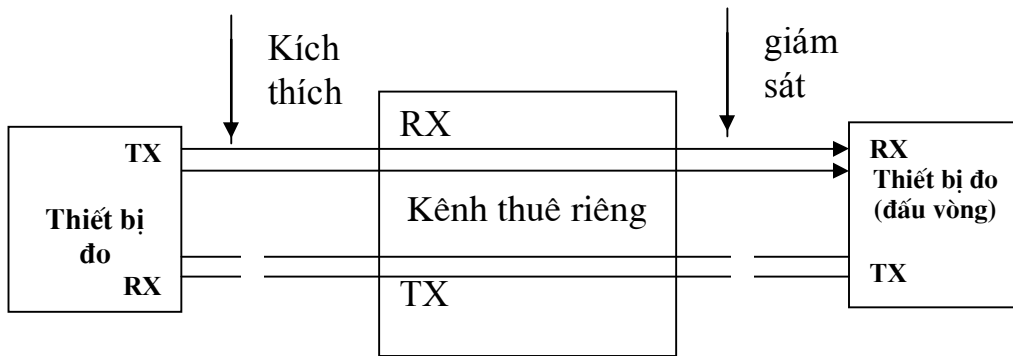 Kích
thích
giám
sát
RX
TX
RX
Thiết bị đo
(đấu vòng)
Kênh thuê riêng
Thiết bị
đo
TX
RX
TX